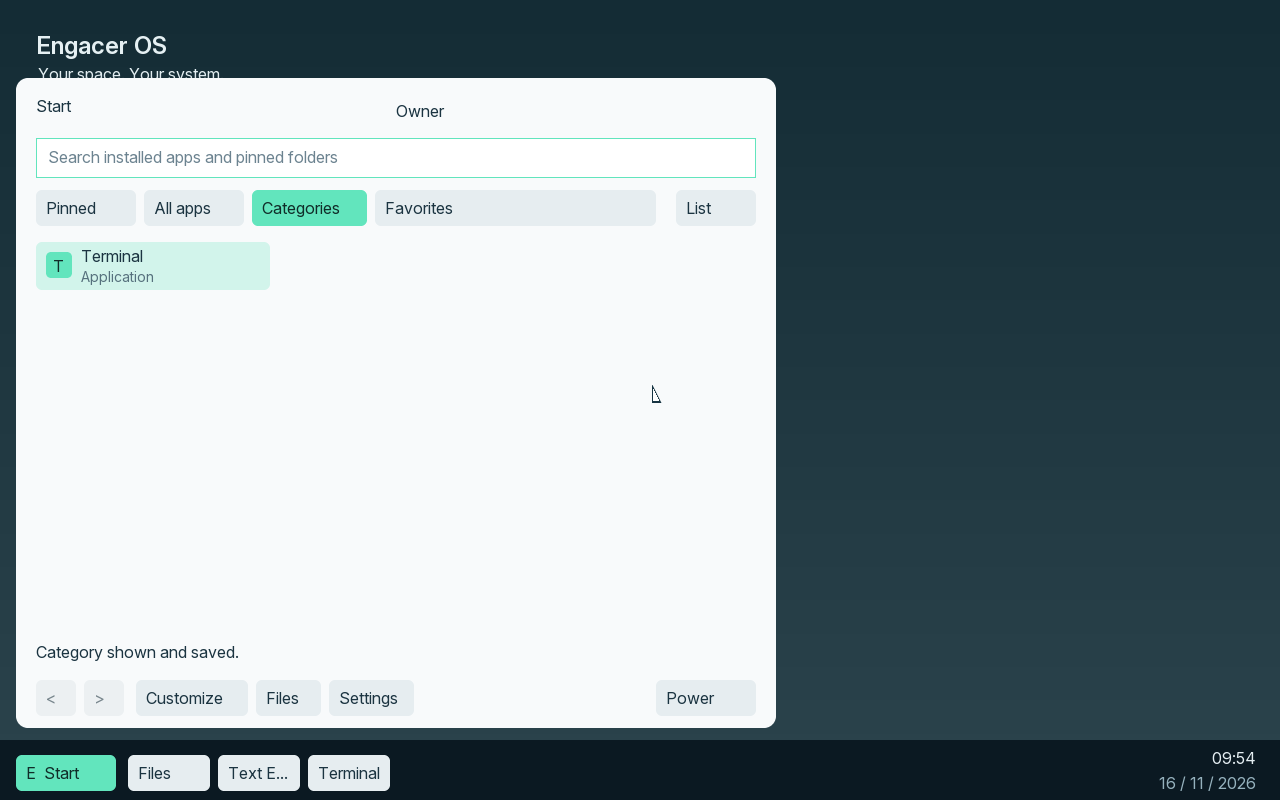 Engacer OS
Your space. Your system
Start
Owner
Search installed apps and pinned folders
Pinned
All apps
Categories
Favorites
List
T
Terminal
Application
Category shown and saved.
<
>
Customize
Files
Settings
Power
E Start
Files
Text E...
Terminal
09:54
16 / 11 / 2026